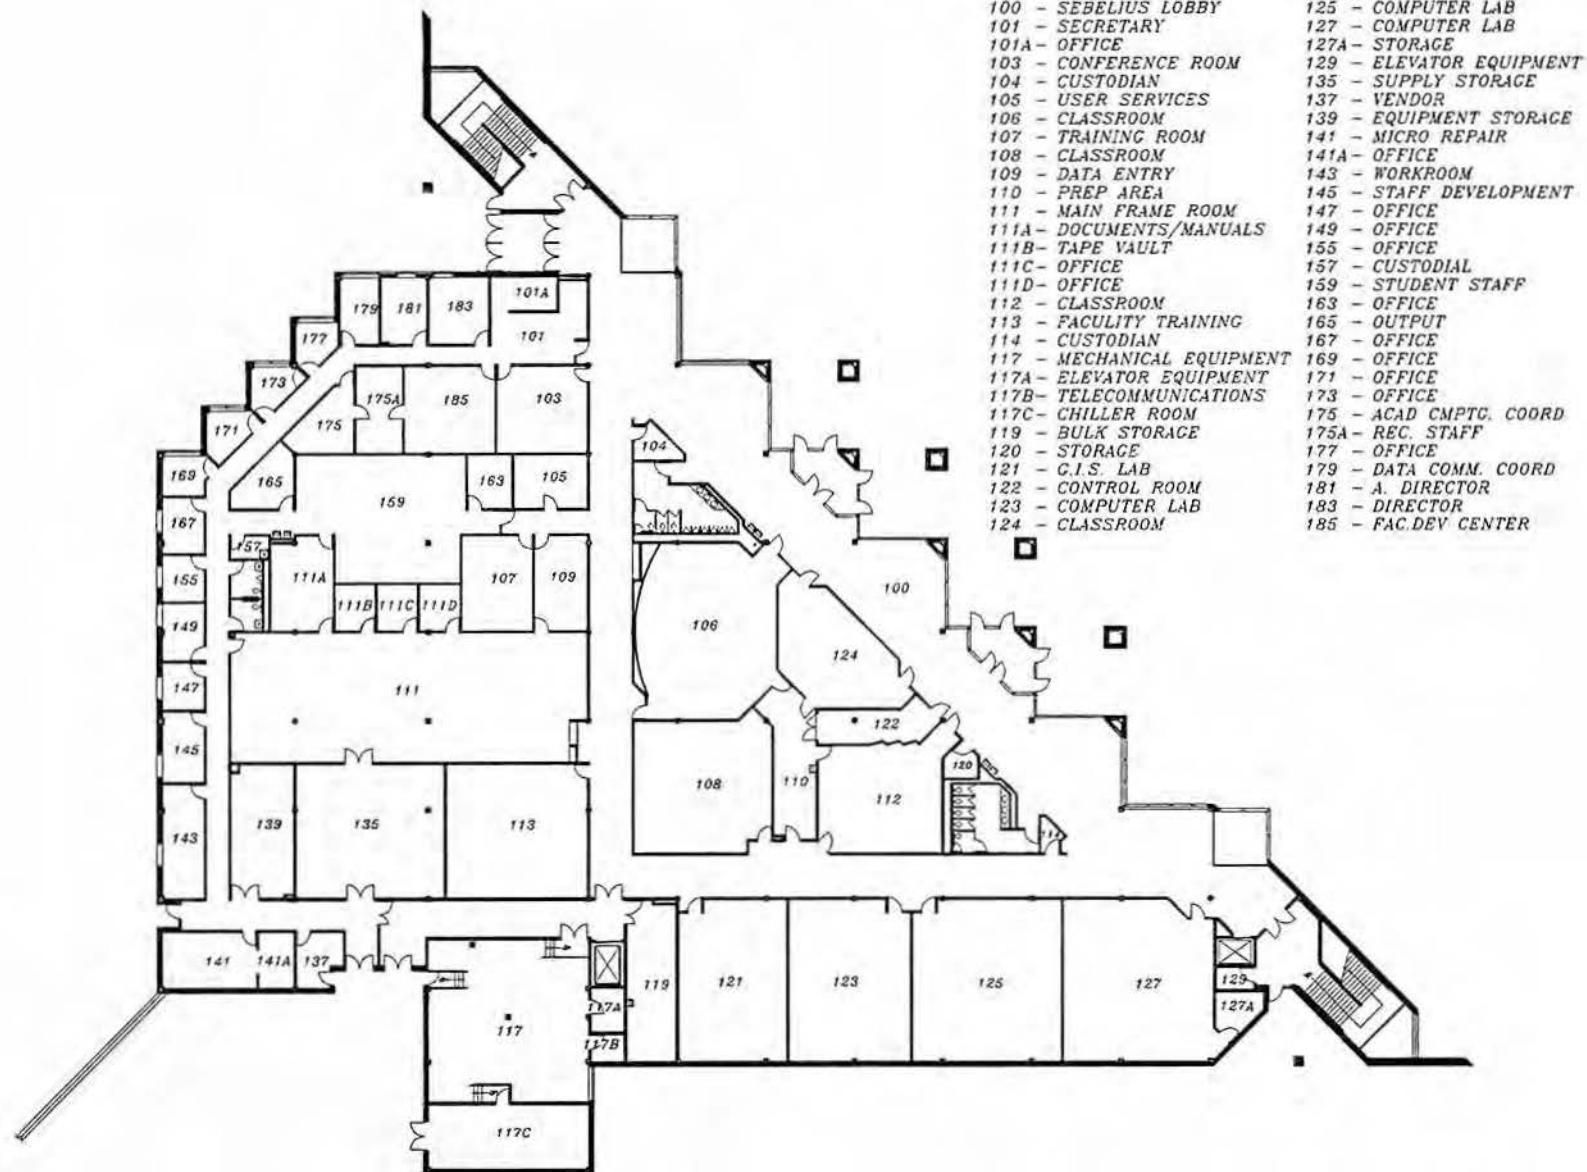 100 - SEBELIUS LOBBY
101 - SECRETARY
101A- OFFICE
103 - CONFERENCE ROOM
104 - CUSTODIAN
105 - USER SERVICES
106 - CLASSROOM
107 - TRAINING ROOM
108 - CLASSROOM
109 - DATA ENTRY
110 - PREP AREA
111 - MAIN FRAME ROOM
111A- DOCUMENTS/MANUALS
111B- TAPE VAULT
111C- OFFICE
111D- OFFICE
112 - CLASSROOM
113 - FACULITY TRAINING
114 - CUSTODIAN
117 - MECHANICAL EQUIPMENT
117A- ELEVATOR EQUIPMENT
117B- TELECOMMUNICATIONS
117C- CHILLER ROOM
119 - BULK STORAGE
120 - STORAGE
121 - G.I.S. LAB
122 - CONTROL ROOM
123 - COMPUTER LAB
124 - CLASSROOM
125 - COMPUTER LAB
127 - COMPUTER LAB
127A- STORAGE
129 - ELEVATOR EQUIPMENT
135 - SUPPLY STORAGE
137 - VENDOR
139 - EQUIPMENT STORAGE
141 - MICRO REPAIR
141A- OFFICE
143 - WORKROOM
145 - STAFF DEVELOPMENT
147 - OFFICE
149 - OFFICE
155 - OFFICE
157 - CUSTODIAL
159 - STUDENT STAFF
163 - OFFICE
165 - OUTPUT
167 - OFFICE
169 - OFFICE
171 - OFFICE
173 - OFFICE
175 - ACAD CMPTG. COORD
175A- REC. STAFF
177 - OFFICE
179 - DATA COMM. COORD
181 - A. DIRECTOR
183 - DIRECTOR
185 - FAC.DEV CENTER
101A
179
181
183
101
177
173
175A
185
103
175
171
104
169
165
159
163
105
167
157
111A
107
109
155
111B
111C
111D
100
149
106
124
147
111
122
145
120
108
110
112
143
139
135
113
114
141
141A
137
119
121
123
125
127
129
117A
127A
117
117B
117C